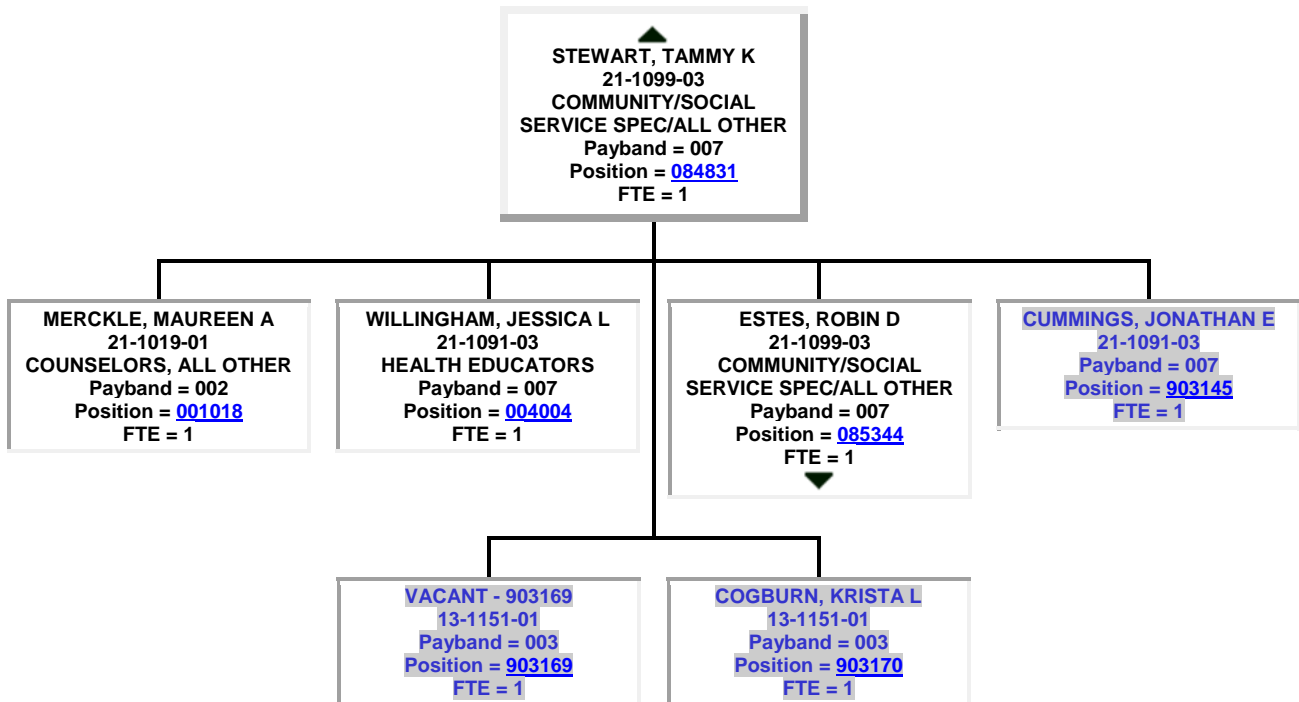 STEWART, TAMMY K
21-1099-03
COMMUNITY/SOCIAL
SERVICE SPEC/ALL OTHER
Payband = 007
Position = 084831
FTE = 1
MERCKLE, MAUREEN A
21-1019-01
COUNSELORS, ALL OTHER
Payband = 002
Position = 001018
FTE = 1
WILLINGHAM, JESSICA L
21-1091-03
HEALTH EDUCATORS
Payband = 007
Position = 004004
FTE = 1
ESTES, ROBIN D
21-1099-03
COMMUNITY/SOCIAL
SERVICE SPEC/ALL OTHER
Payband = 007
Position = 085344
FTE = 1
CUMMINGS, JONATHAN E
21-1091-03
Payband = 007
Position = 903145
FTE = 1
VACANT - 903169
13-1151-01
Payband = 003
Position = 903169
FTE = 1
COGBURN, KRISTA L
13-1151-01
Payband = 003
Position = 903170
FTE = 1